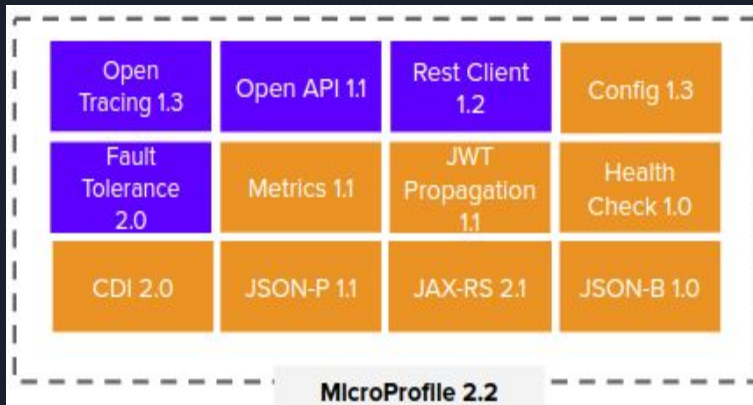 Open
Tracing 1.3
Open API 1.1
Rest Client
1.2
Config 1.3
Fault
Tolerance
2.0
Metrics 1.1
JWT
Propagation
1.1
Health
Check 1.0
CDI 2.0
JSON-P 1.1
JAX-RS 2.1
JSON-B 1.0
MicroProfile 2.2